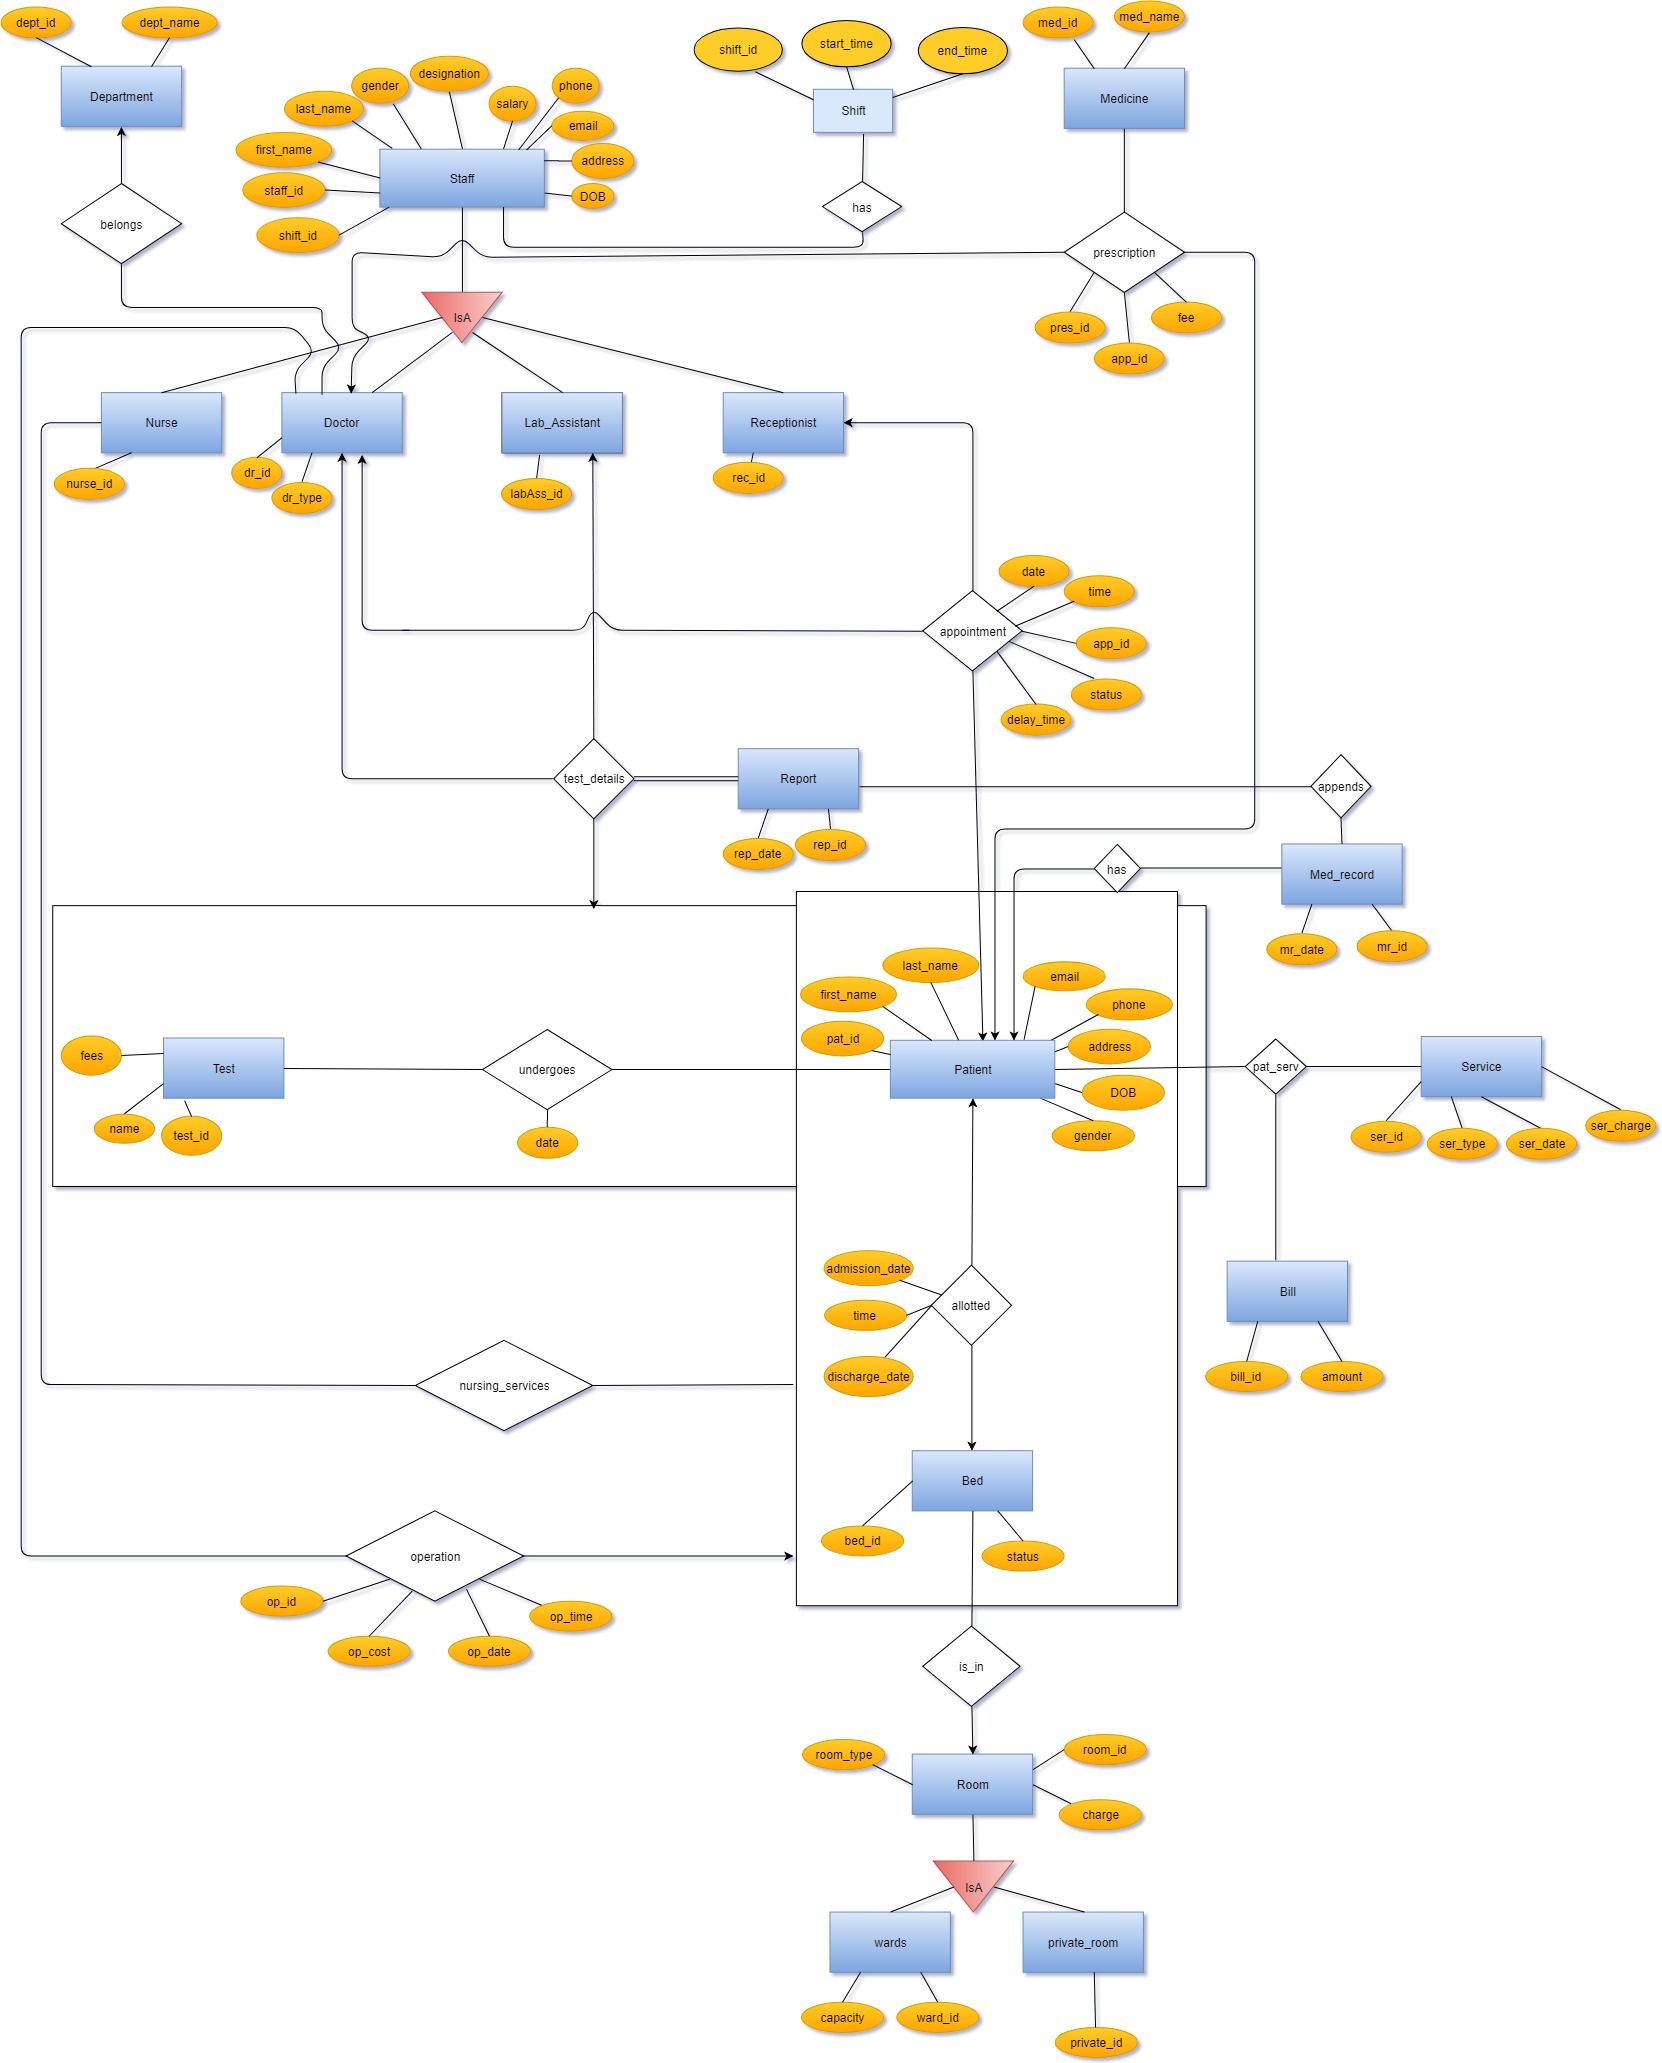 dept_id
dept_name
Department
belongs
gender
designation
phone
last_name
salary
email
first_name
Staff
address
staff_id
DOB
shift_id
shift_id
start_time
end_time
Shift
has
med_id
med_name
Medicine
prescription
pres_id
fee
app_id
IsA
Nurse
Doctor
Lab_Assistant
Receptionist
nurse_id
dr_id
dr_type
labAss_id
rec_id
date
time
appointment
app_id
status
delay_time
test_details
Report
appends
rep_date
rep_id
has
Med_record
mr_date
mr_id
last_name
email
first_name
phone
pat_id
address
fees
Test
undergoes
Patient
pat_serv
Service
DOB
name
test_id
date
gender
ser_id
ser_type
ser_date
ser_charge
admission_date
time
allotted
discharge_date
Bill
bill_id
amount
nursing_services
Bed
bed_id
status
operation
op_id
op_time
op_cost
op_date
is_in
room_type
room_id
Room
charge
IsA
wards
private_room
capacity
ward_id
private_id